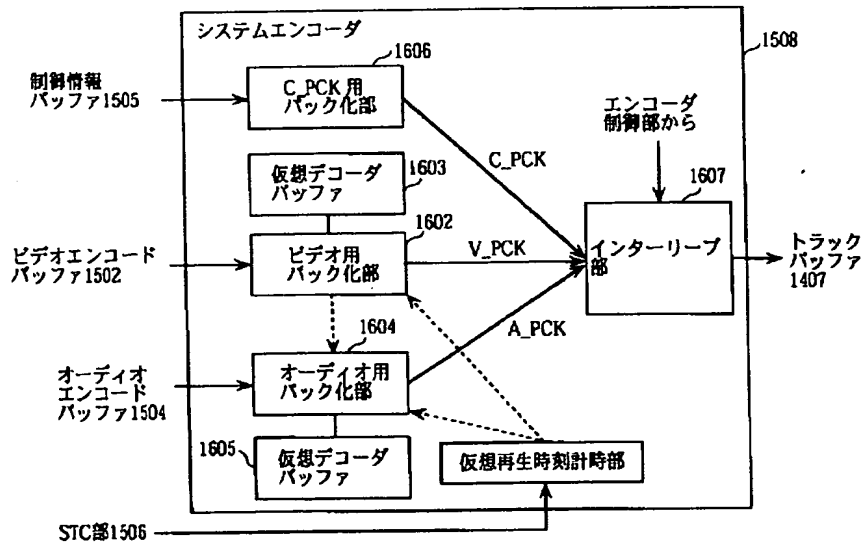 システムエンコーダ
1508
1606
制御情報
バッファ1505
C_PCK用
パック化部
エンコーダ
制御部から
C_PCK
仮想デコーダ
バッファ
1603
1607
1602
ビデオエンコード
バッファ1502
ビデオ用
パック化部
V_PCK
インターリーブ
部
トラック
バッファ
1407
1604
A_PCK
オーディオ
エンコード
バッファ1504
オーディオ用
パック化部
1605
仮想デコーダ
バッファ
仮想再生時刻計時部
STC部1506